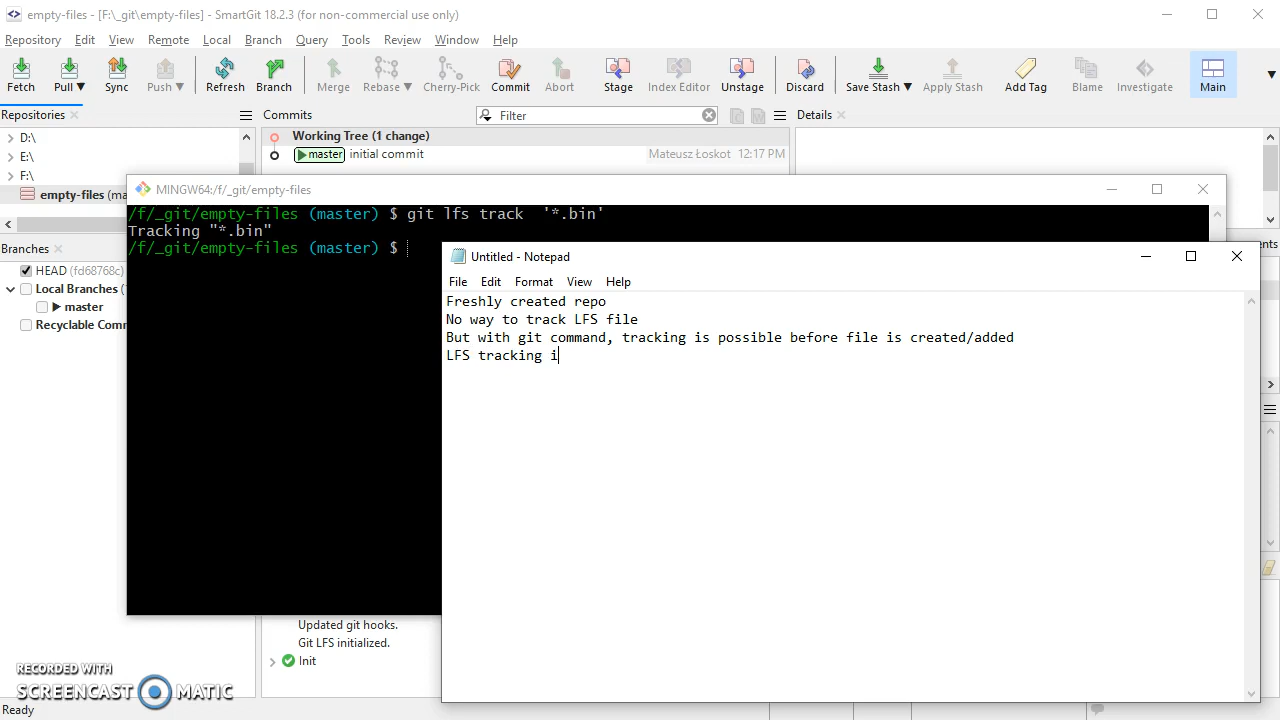 empty-files - [F:\_git\empty-files] - SmartGit 18.2.3 (for non-commercial use only)
Repository Edit View Remote Local Branch Query Tools Review Window Help
Fetch Pull Sync Push Refresh Branch Merge Rebase Cherry-Pick Commit Abort Stage Index Editor Unstage Discard Save Stash Apply Stash Add Tag Blame Investigate Main
Repositories Commits Filter Details
D:\ Working Tree (1 change)
E:\ master initial commit Mateusz Łoskot 12:17 PM
F:\
empty-files (ma
MINGW64:/f/_git/empty-files
/f/_git/empty-files (master) $ git lfs track '*.bin'
Tracking "*.bin"
/f/_git/empty-files (master) $
Branches
HEAD (fd68768c)
Local Branches (
master
Recyclable Comm
ents
Untitled - Notepad
File Edit Format View Help
Freshly created repo
No way to track LFS file
But with git command, tracking is possible before file is created/added
LFS tracking i
Updated git hooks.
Git LFS initialized.
Init
RECORDED WITH
SCREENCAST MATIC
Ready